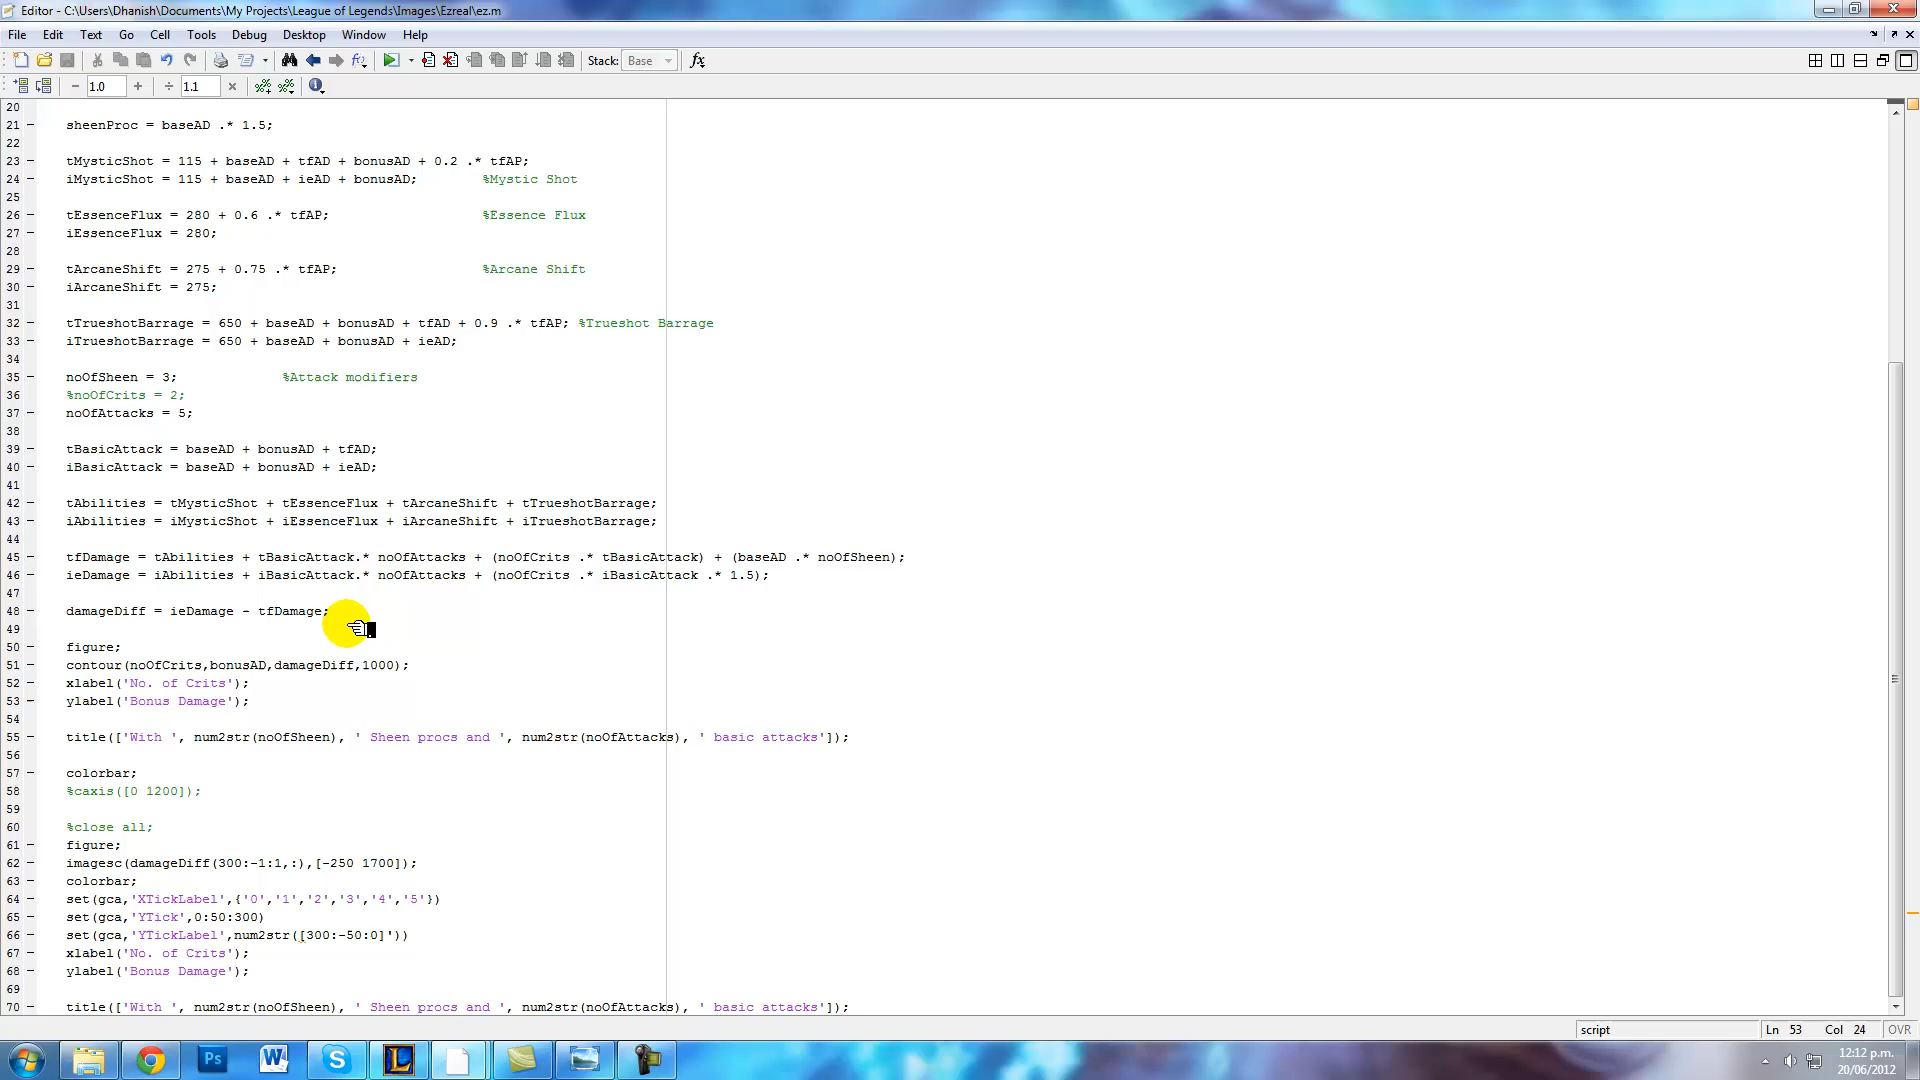 Editor - C:\Users\Dhanish\Documents\My Projects\League of Legends\Images\Ezreal\ez.m
File Edit Text Go Cell Tools Debug Desktop Window Help
Stack: Base fx
− 1.0 + ÷ 1.1 ×
20
21 – sheenProc = baseAD .* 1.5;
22
23 – tMysticShot = 115 + baseAD + tfAD + bonusAD + 0.2 .* tfAP;
24 – iMysticShot = 115 + baseAD + ieAD + bonusAD; %Mystic Shot
25
26 – tEssenceFlux = 280 + 0.6 .* tfAP; %Essence Flux
27 – iEssenceFlux = 280;
28
29 – tArcaneShift = 275 + 0.75 .* tfAP; %Arcane Shift
30 – iArcaneShift = 275;
31
32 – tTrueshotBarrage = 650 + baseAD + bonusAD + tfAD + 0.9 .* tfAP; %Trueshot Barrage
33 – iTrueshotBarrage = 650 + baseAD + bonusAD + ieAD;
34
35 – noOfSheen = 3; %Attack modifiers
36 – %noOfCrits = 2;
37 – noOfAttacks = 5;
38
39 – tBasicAttack = baseAD + bonusAD + tfAD;
40 – iBasicAttack = baseAD + bonusAD + ieAD;
41
42 – tAbilities = tMysticShot + tEssenceFlux + tArcaneShift + tTrueshotBarrage;
43 – iAbilities = iMysticShot + iEssenceFlux + iArcaneShift + iTrueshotBarrage;
44
45 – tfDamage = tAbilities + tBasicAttack.* noOfAttacks + (noOfCrits .* tBasicAttack) + (baseAD .* noOfSheen);
46 – ieDamage = iAbilities + iBasicAttack.* noOfAttacks + (noOfCrits .* iBasicAttack .* 1.5);
47
48 – damageDiff = ieDamage - tfDamage;
49
50 – figure;
51 – contour(noOfCrits,bonusAD,damageDiff,1000);
52 – xlabel('No. of Crits');
53 – ylabel('Bonus Damage');
54
55 – title(['With ', num2str(noOfSheen), ' Sheen procs and ', num2str(noOfAttacks), ' basic attacks']);
56
57 – colorbar;
58 – %caxis([0 1200]);
59
60 – %close all;
61 – figure;
62 – imagesc(damageDiff(300:-1:1,:),[-250 1700]);
63 – colorbar;
64 – set(gca,'XTickLabel',{'0','1','2','3','4','5'})
65 – set(gca,'YTick',0:50:300)
66 – set(gca,'YTickLabel',num2str([300:-50:0]'))
67 – xlabel('No. of Crits');
68 – ylabel('Bonus Damage');
69
70 – title(['With ', num2str(noOfSheen), ' Sheen procs and ', num2str(noOfAttacks), ' basic attacks']);
script Ln 53 Col 24 OVR
Ps W S L
12:12 p.m.
20/06/2012